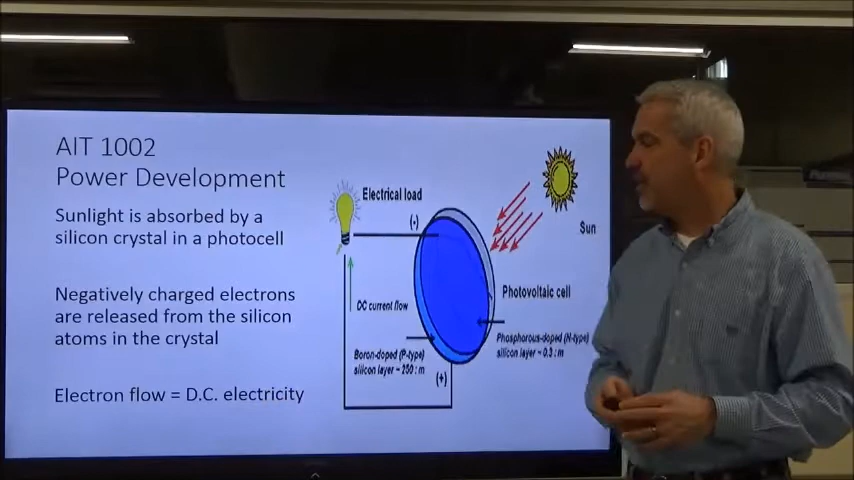 AIT 1002
Power Development
Sunlight is absorbed by a
silicon crystal in a photocell
Negatively charged electrons
are released from the silicon
atoms in the crystal
Electron flow = D.C. electricity
Electrical load
(-)
Sun
Photovoltaic cell
DC current flow
Phosphorous-doped (N-type)
silicon layer ~ 0.3 : m
Boron-doped (P-type)
silicon layer ~ 250 : m
(+)